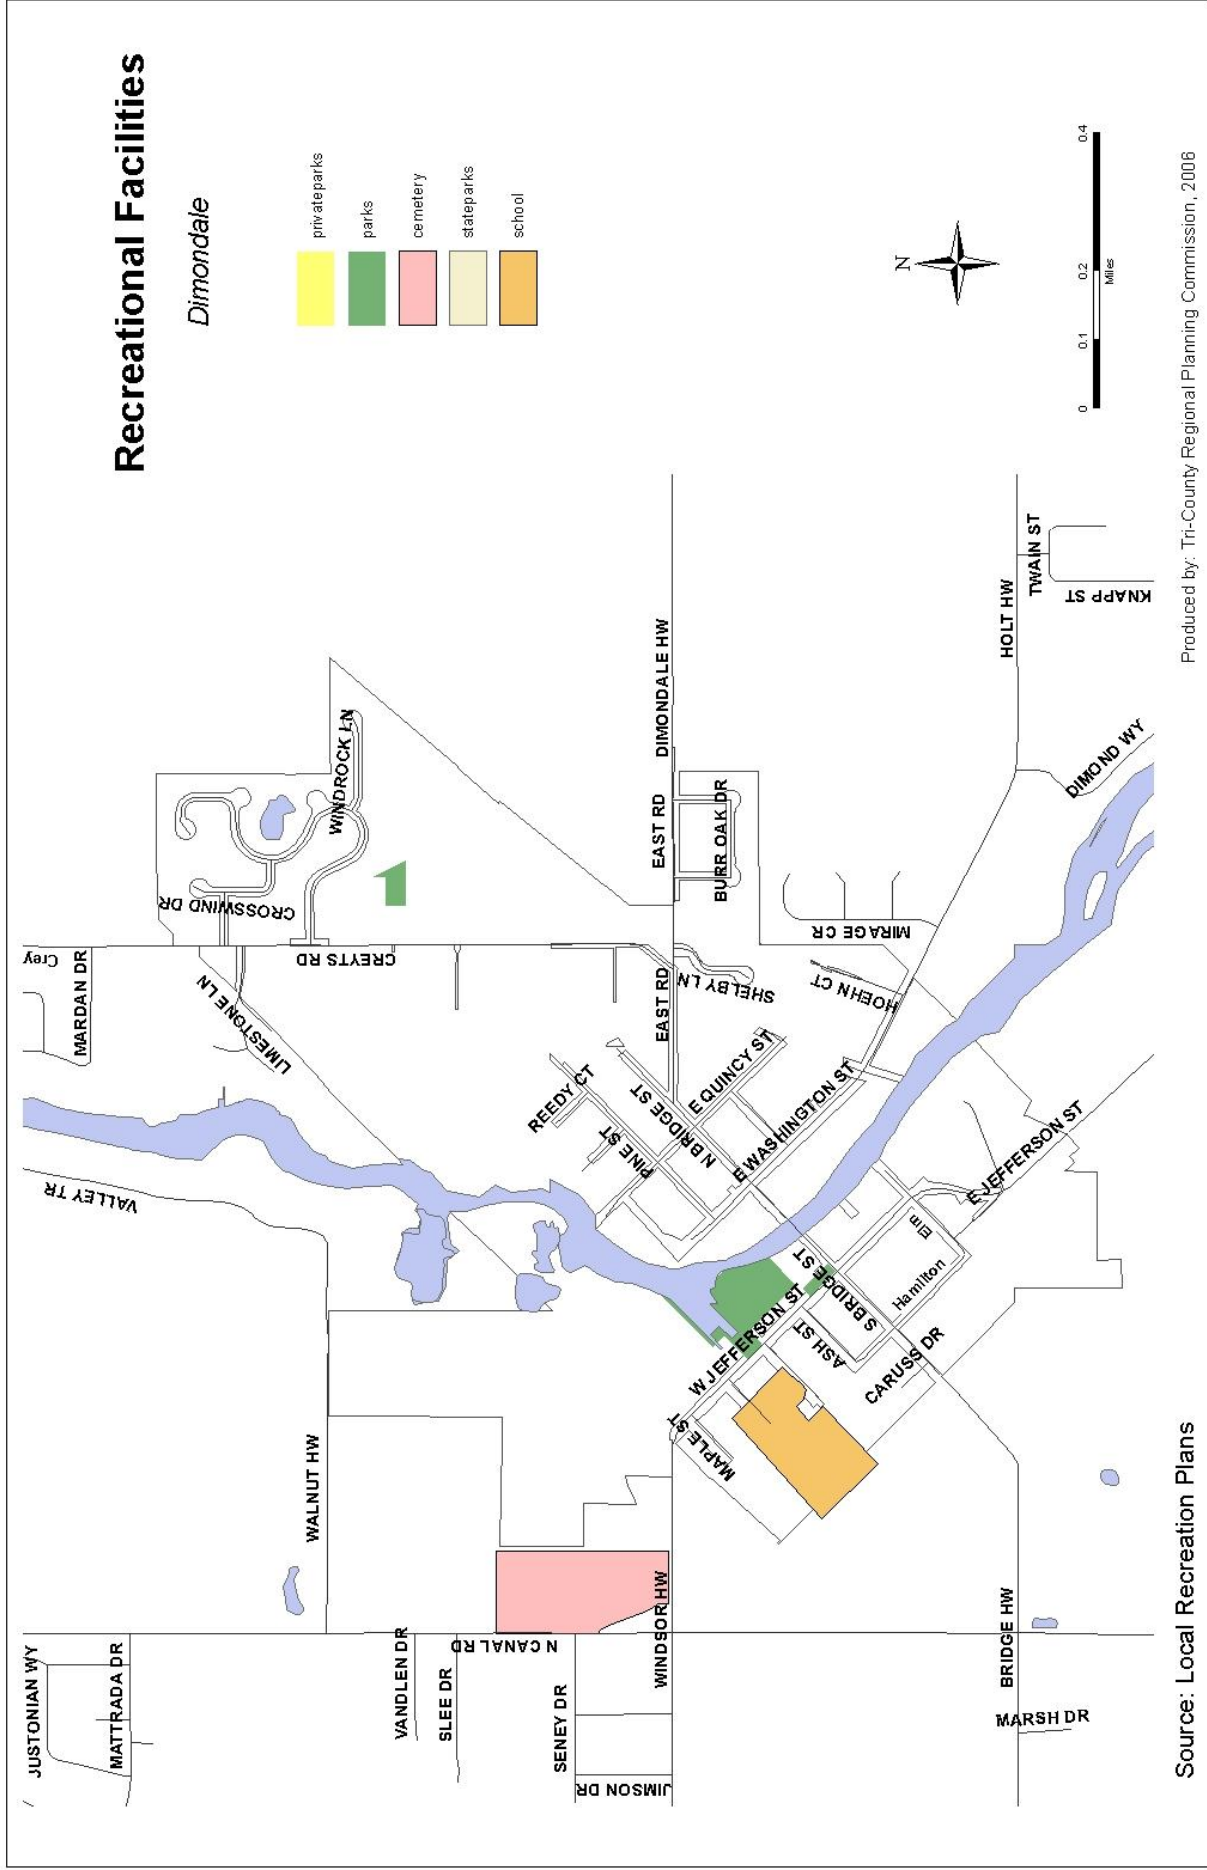 Recreational Facilities
Dimondale
privateparks
parks
cemetery
stateparks
school
N
0
0.1
0.2
0.4
Miles
JUSTONIAN WY
MATTRADA DR
VANDLEN DR
SLEE DR
SENEY DR
JIMSON DR
N CANAL RD
WINDSOR HW
WALNUT HW
VALLEY TR
MARDAN DR
Crey
LIMESTONE LN
CROSSWIND DR
WINDROCK LN
CREYTS RD
REEDY CT
PINE ST
N BRIDGE ST
E QUINCY ST
E WASHINGTON ST
EAST RD
SHELBY LN
EAST RD
DIMONDALE HW
BURR OAK DR
MIRAGE CR
HOEHN CT
HOLT HW
TWAIN ST
KNAPP ST
DIMOND WY
MAPLE ST
W JEFFERSON ST
ASH ST
S BRIDGE ST
CARUSS DR
Hamilton
Elm
E JEFFERSON ST
BRIDGE HW
MARSH DR
Source: Local Recreation Plans
Produced by: Tri-County Regional Planning Commission, 2006